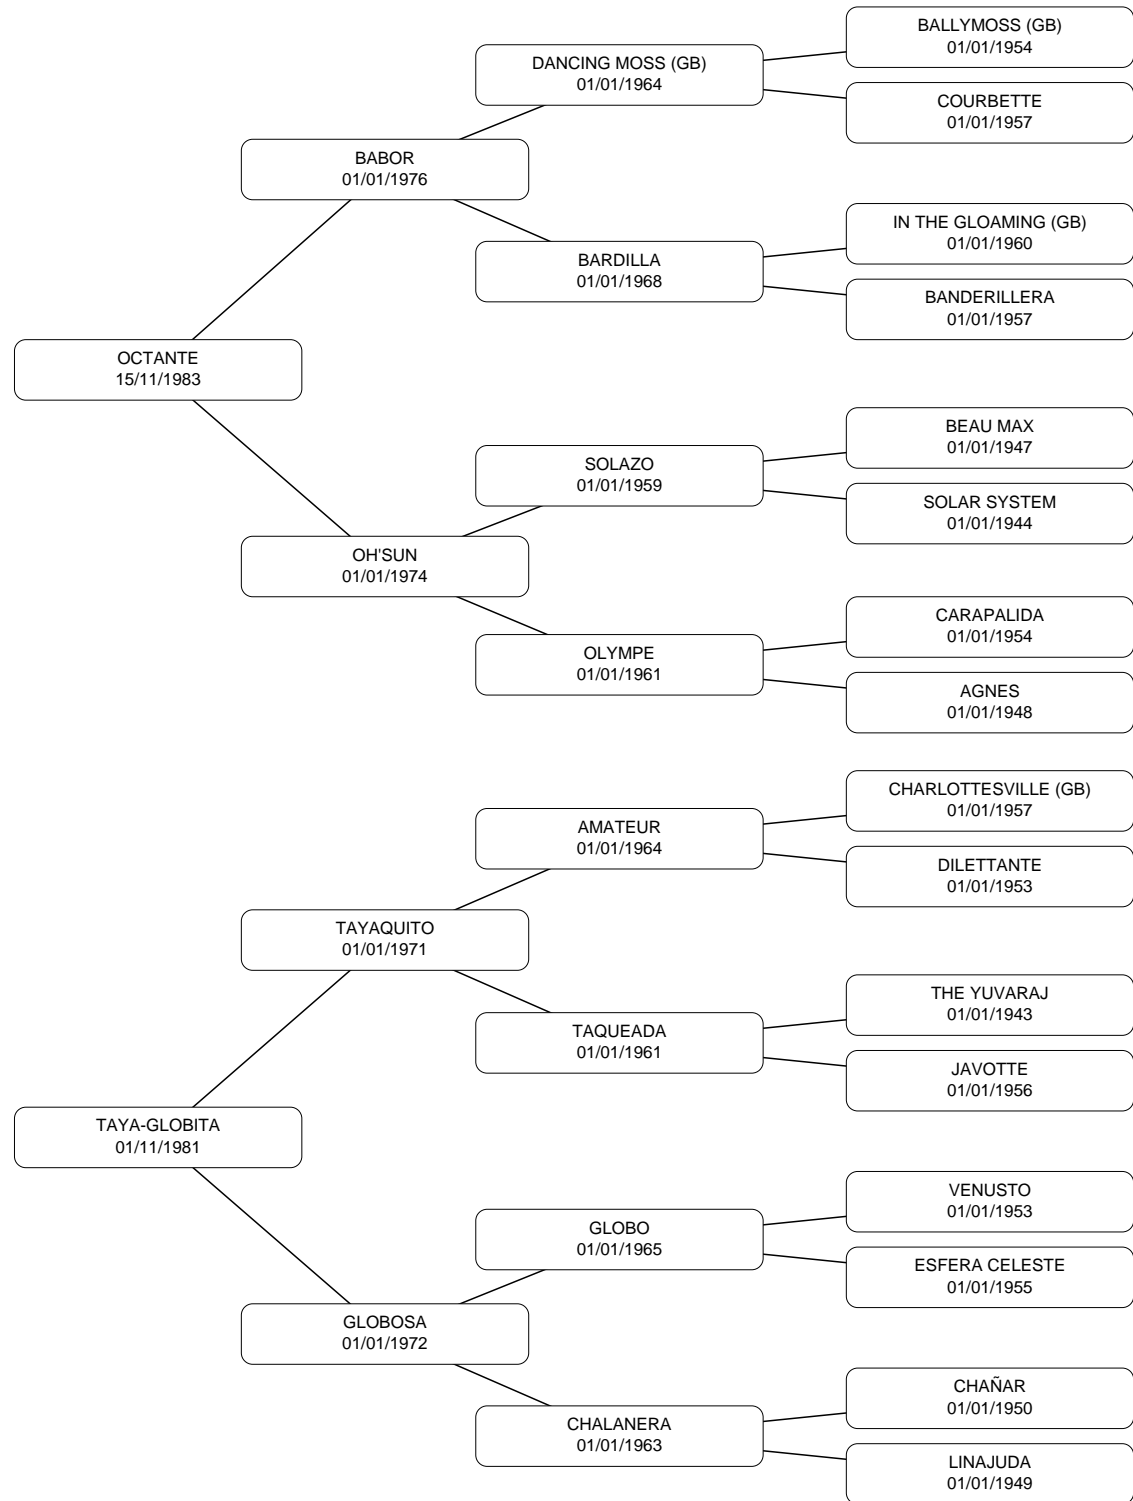 BALLYMOSS (GB)
01/01/1954
DANCING MOSS (GB)
01/01/1964
COURBETTE
01/01/1957
BABOR
01/01/1976
IN THE GLOAMING (GB)
01/01/1960
BARDILLA
01/01/1968
BANDERILLERA
01/01/1957
OCTANTE
15/11/1983
BEAU MAX
01/01/1947
SOLAZO
01/01/1959
SOLAR SYSTEM
01/01/1944
OH'SUN
01/01/1974
CARAPALIDA
01/01/1954
OLYMPE
01/01/1961
AGNES
01/01/1948
CHARLOTTESVILLE (GB)
01/01/1957
AMATEUR
01/01/1964
DILETTANTE
01/01/1953
TAYAQUITO
01/01/1971
THE YUVARAJ
01/01/1943
TAQUEADA
01/01/1961
JAVOTTE
01/01/1956
TAYA-GLOBITA
01/11/1981
VENUSTO
01/01/1953
GLOBO
01/01/1965
ESFERA CELESTE
01/01/1955
GLOBOSA
01/01/1972
CHAÑAR
01/01/1950
CHALANERA
01/01/1963
LINAJUDA
01/01/1949